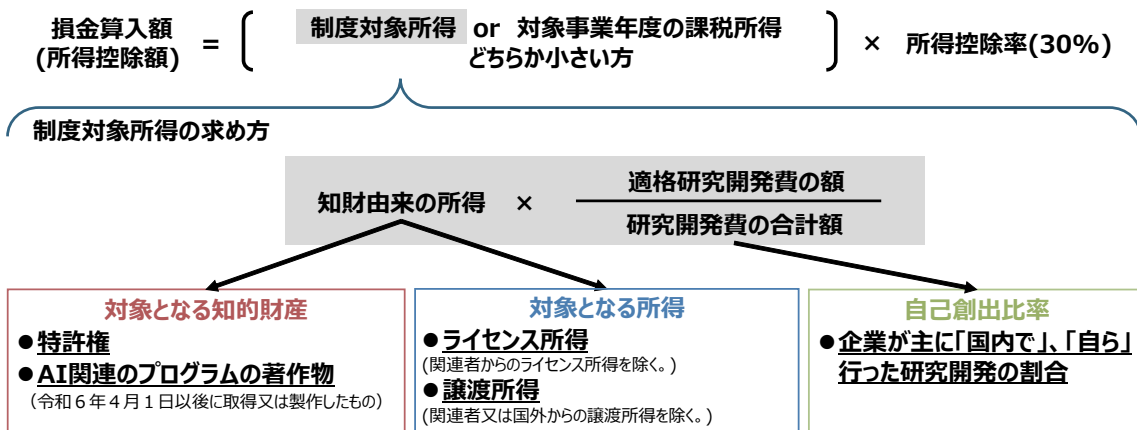 損金算入額
(所得控除額)
=
制度対象所得 or 対象事業年度の課税所得
どちらか小さい方
× 所得控除率(30%)
制度対象所得の求め方
知財由来の所得 ×
適格研究開発費の額
研究開発費の合計額
対象となる知的財産
●特許権
●AI関連のプログラムの著作物
(令和6年4月1日以後に取得又は製作したもの)
対象となる所得
●ライセンス所得
(関連者からのライセンス所得を除く。)
●譲渡所得
(関連者又は国外からの譲渡所得を除く。)
自己創出比率
●企業が主に「国内で」、「自ら」
行った研究開発の割合